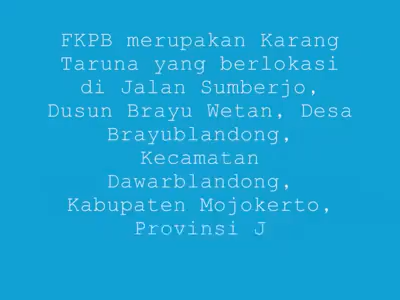 FKPB merupakan Karang
Taruna yang berlokasi
di Jalan Sumberjo,
Dusun Brayu Wetan, Desa
Brayublandong,
Kecamatan
Dawarblandong,
Kabupaten Mojokerto,
Provinsi J